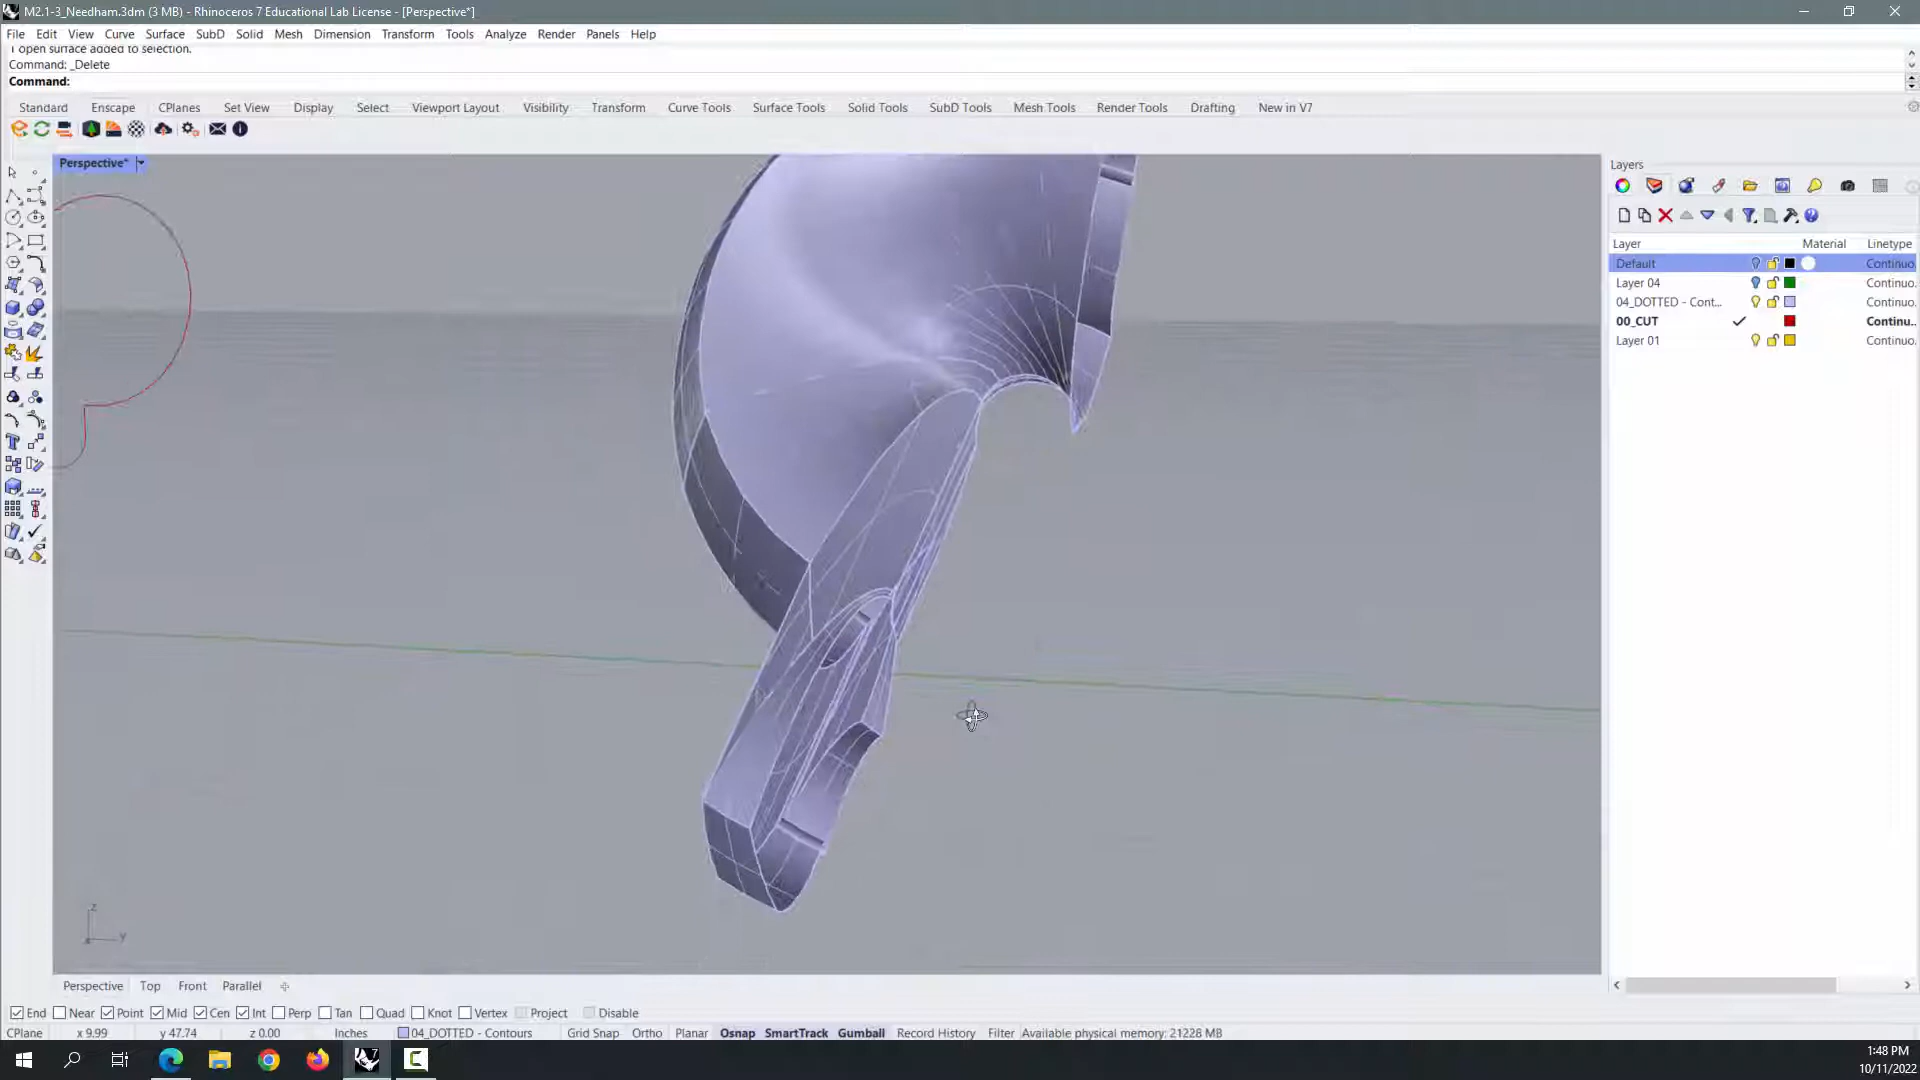 M2.1-3_Needham.3dm (3 MB) - Rhinoceros 7 Educational Lab License - [Perspective*]
File Edit View Curve Surface SubD Solid Mesh Dimension Transform Tools Analyze Render Panels Help
1 open surface added to selection.
Command: _Delete
Command:
Standard Enscape CPlanes Set View Display Select Viewport Layout Visibility Transform Curve Tools Surface Tools Solid Tools SubD Tools Mesh Tools Render Tools Drafting New in V7
Perspective*
Layers
Layer Material Linetype
Default Continuo.
Layer 04 Continuo.
04_DOTTED - Cont... Continuo.
00_CUT Continu..
Layer 01 Continuo.
z
x y
Perspective Top Front Parallel
End Near Point Mid Cen Int Perp Tan Quad Knot Vertex Project Disable
CPlane x 9.99 y 47.74 z 0.00 Inches 04_DOTTED - Contours Grid Snap Ortho Planar Osnap SmartTrack Gumball Record History Filter Available physical memory: 21228 MB
1:48 PM
10/11/2022